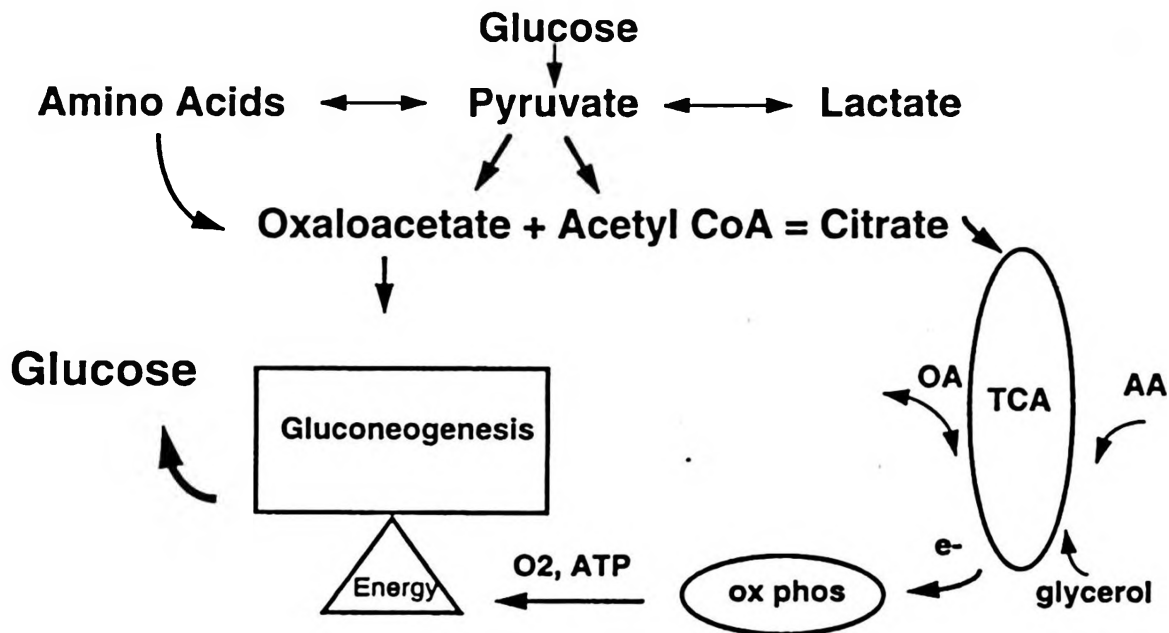 Glucose
Amino Acids Pyruvate Lactate
Oxaloacetate + Acetyl CoA = Citrate
Glucose
Gluconeogenesis
OA
TCA
AA
Energy
O2, ATP
ox phos
e-
glycerol